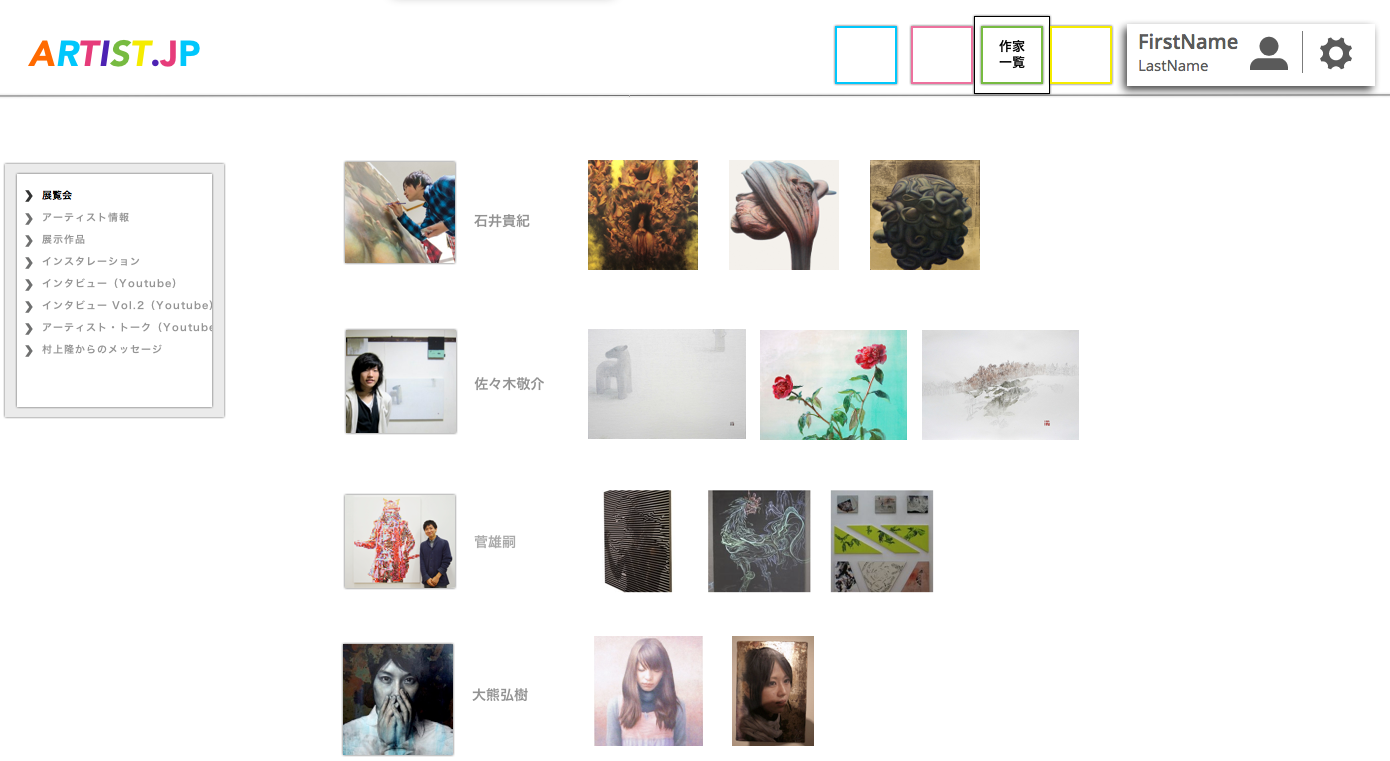 ARTIST.JP
作家
一覧
FirstName
LastName
展覧会
アーティスト情報
展示作品
インスタレーション
インタビュー（Youtube）
インタビュー Vol.2（Youtube）
アーティスト・トーク（Youtube
村上隆からのメッセージ
石井貴紀
佐々木敬介
菅雄嗣
大熊弘樹